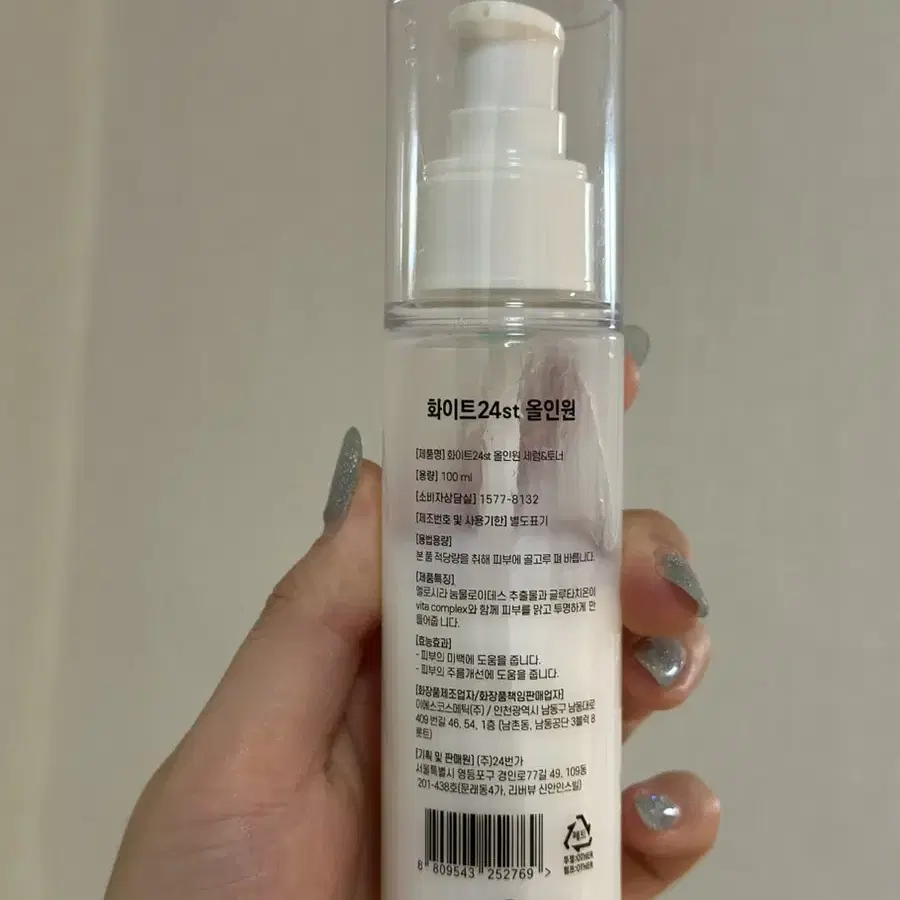 화이트24st 올인원
[제품명] 화이트24st 올인원 세럼&토너
[용량] 100 ml
[소비자상담실] 1577-8132
[제조번호 및 사용기한] 별도표기
[용법용량]
본 품 적당량을 취해 피부에 골고루 펴 바릅니다.
[제품특징]
멜로시라 눔물로이데스 추출물과 글루타치온이
vita complex와 함께 피부를 맑고 투명하게 만
들어줍 니다.
[효능효과]
- 피부의 미백에 도움을 줍니다.
- 피부의 주름개선에 도움을 줍니다.
[화장품제조업자/화장품책임판매업자]
이에스코스메틱(주) / 인천광역시 남동구 남동대로
409 번길 46, 54, 1층 (남촌동, 남동공단 3블럭 8
롯트)
[기획 및 판매원] (주)24번가
서울특별시 영등포구 경인로77길 49, 109동
201-438호(문래동4가, 리버뷰 신안인스빌)
8 809543 252769 >
페트
뚜껑:OTHER
펌프:OTHER